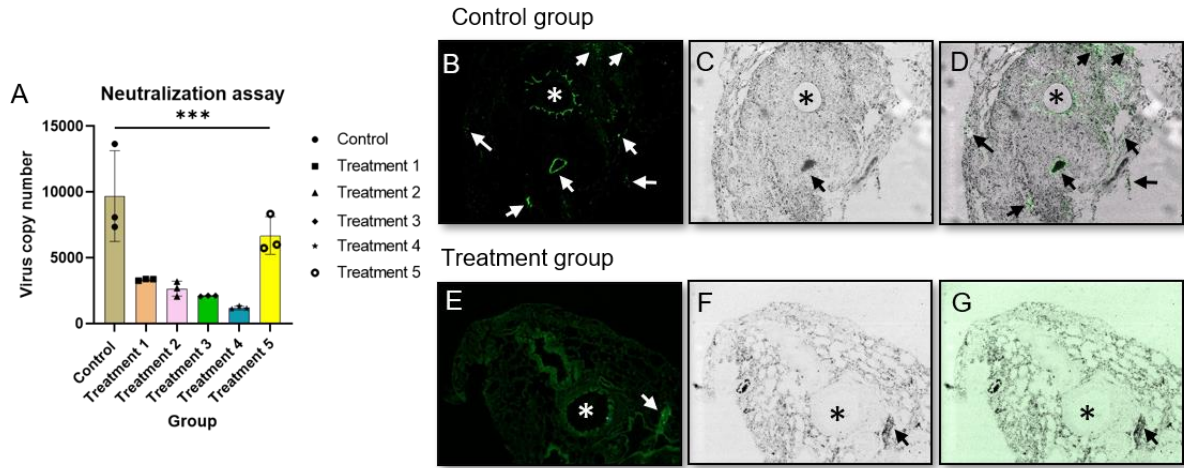 Control group
A
Neutralization assay
***
15000
10000
5000
0
Virus copy number
Control
Treatment 1
Treatment 2
Treatment 3
Treatment 4
Treatment 5
Group
Control
Treatment 1
Treatment 2
Treatment 3
Treatment 4
Treatment 5
B
*
C
*
D
*
Treatment group
E
*
F
*
G
*